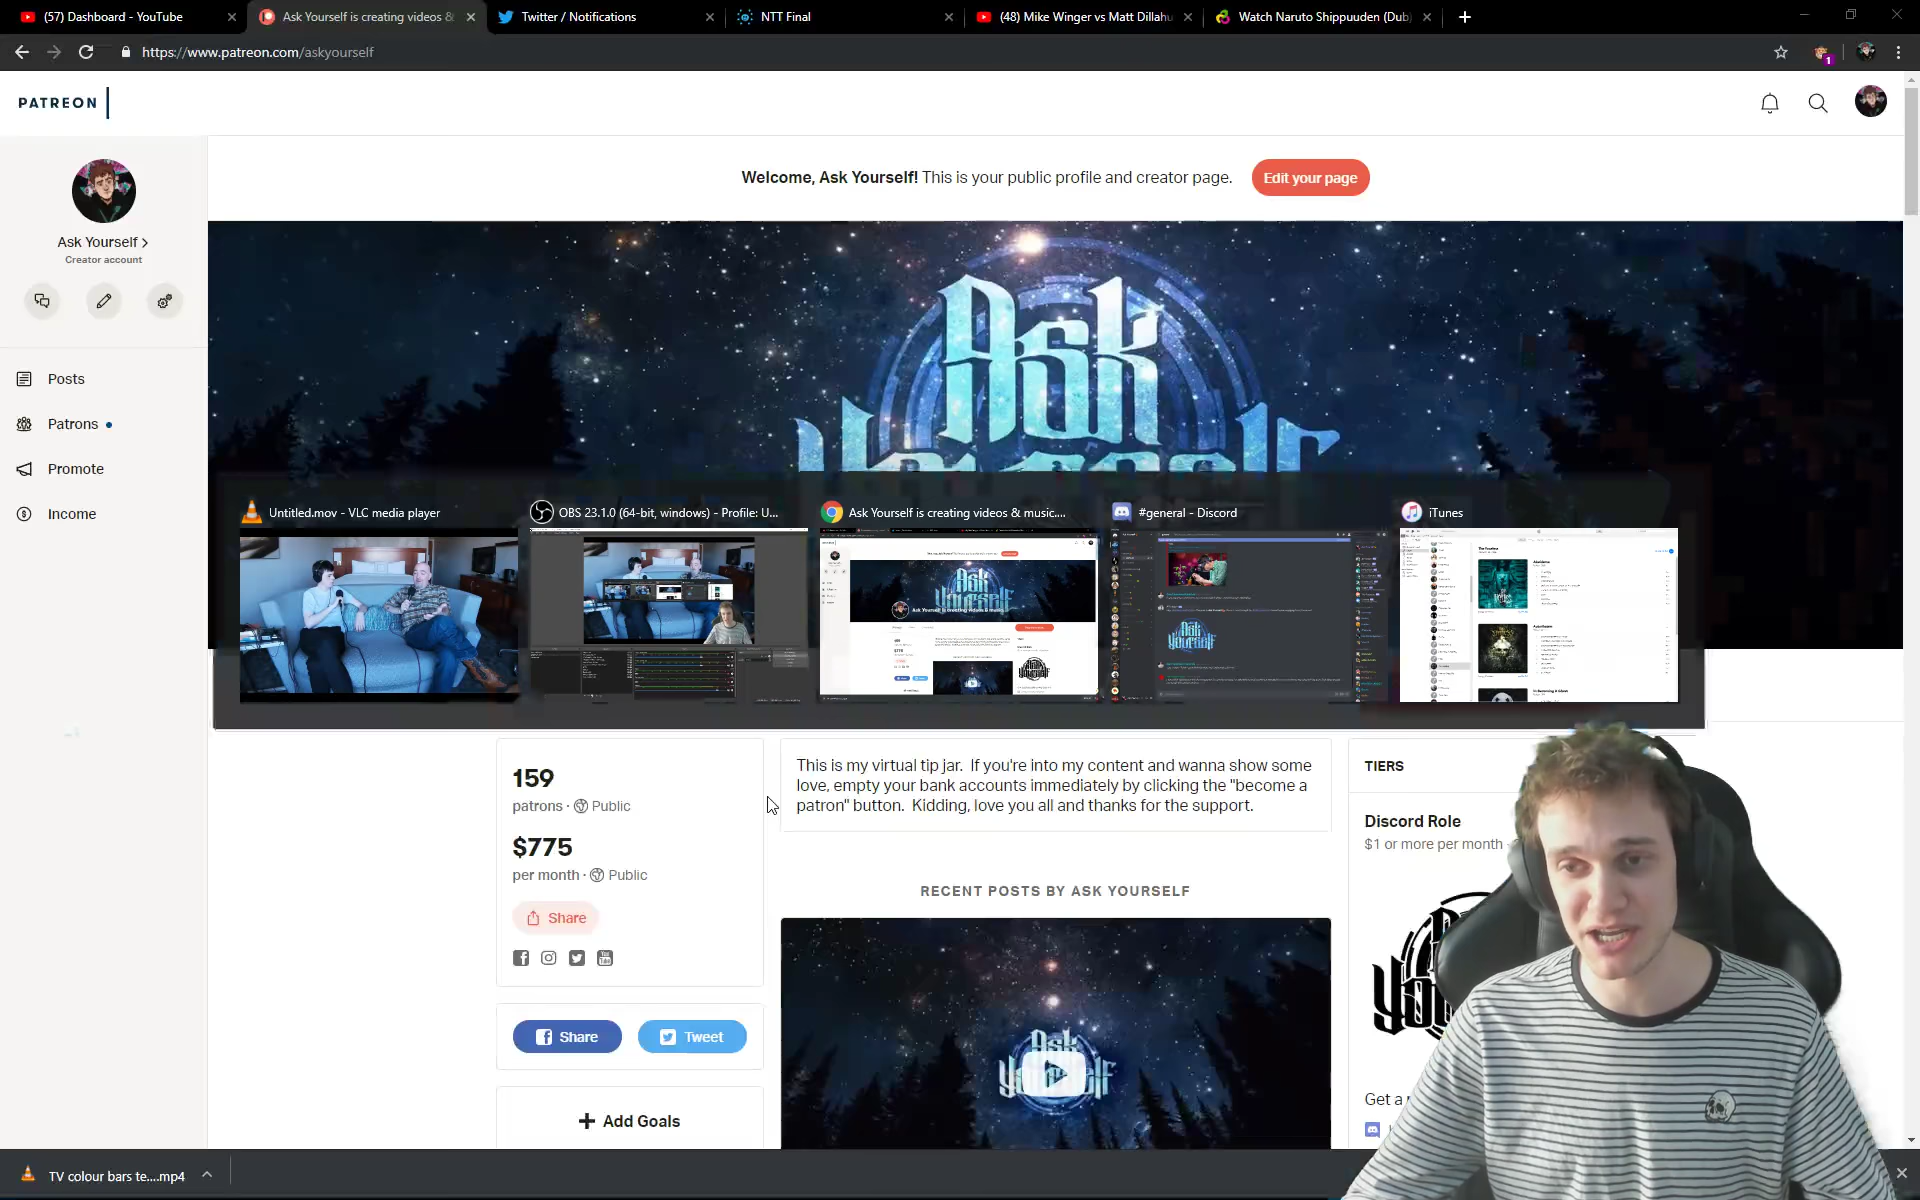 (57) Dashboard - YouTube
Ask Yourself is creating videos &
Twitter / Notifications
NTT Final
(48) Mike Winger vs Matt Dillahu
Watch Naruto Shippuuden (Dub)
https://www.patreon.com/askyourself
1
PATREON
Welcome, Ask Yourself! This is your public profile and creator page.
Edit your page
Ask Yourself
Creator account
Posts
Patrons
Promote
Income
Ask
Yourself
Untitled.mov - VLC media player
OBS 23.1.0 (64-bit, windows) - Profile: U...
Ask Yourself is creating videos & music....
#general - Discord
iTunes
159
patrons · Public
$775
per month · Public
Share
Share
Tweet
Add Goals
This is my virtual tip jar. If you're into my content and wanna show some
love, empty your bank accounts immediately by clicking the "become a
patron" button. Kidding, love you all and thanks for the support.
RECENT POSTS BY ASK YOURSELF
Ask
Yourself
TIERS
Discord Role
$1 or more per month
Get a
TV colour bars te....mp4